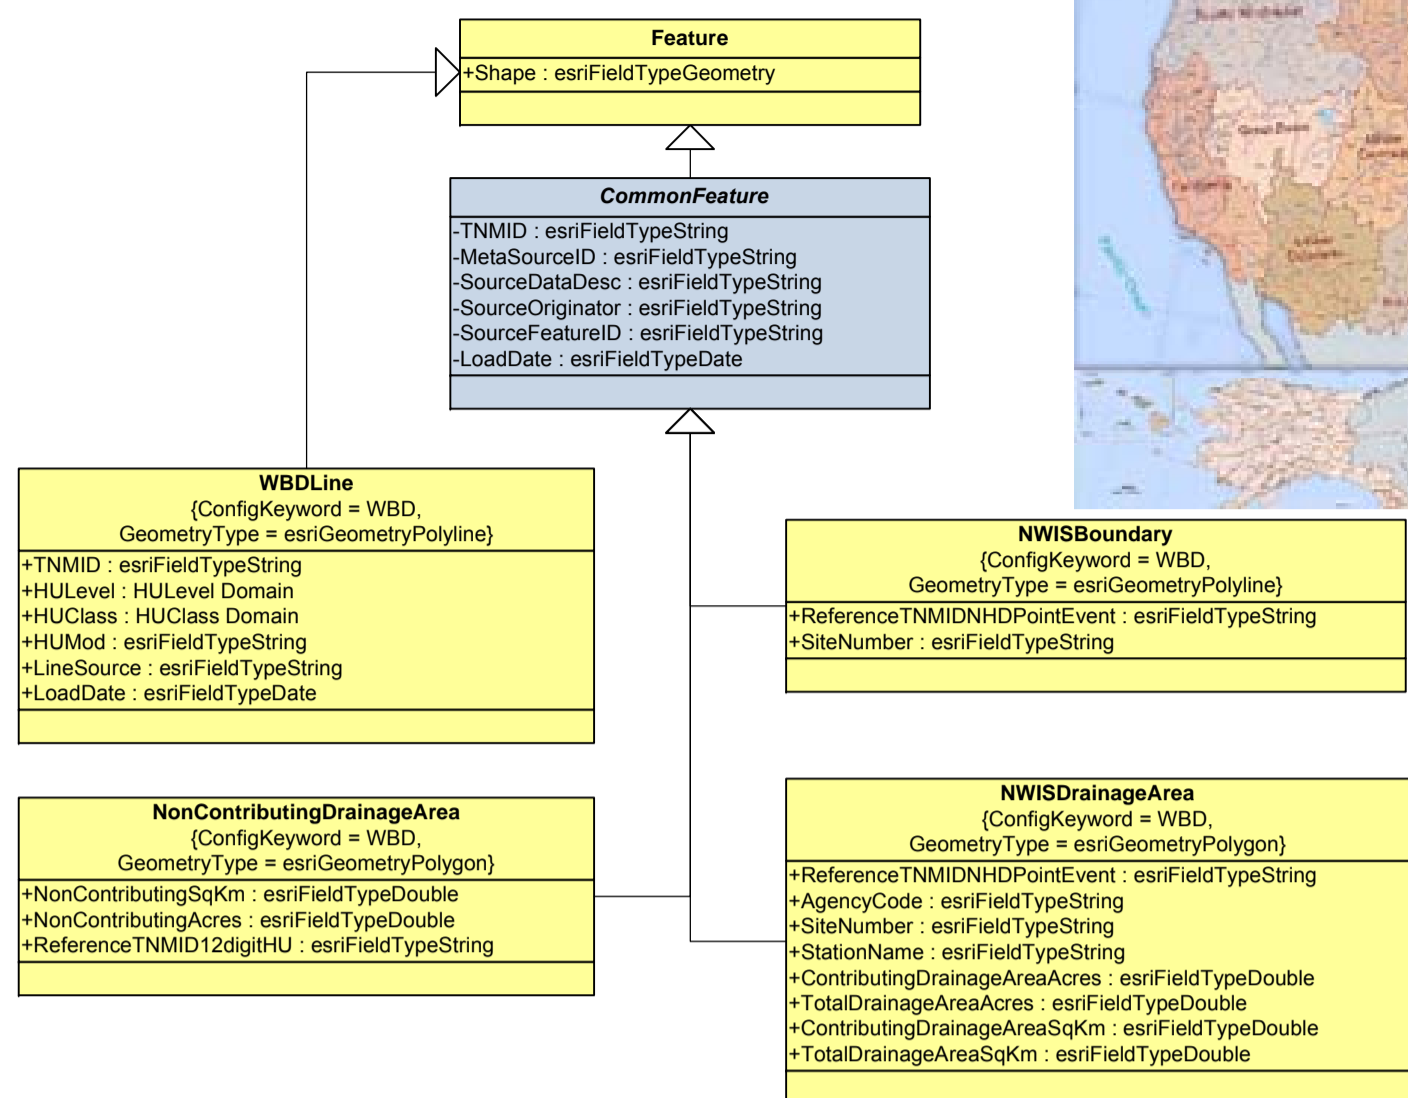 Feature
+Shape : esriFieldTypeGeometry
CommonFeature
-TNMID : esriFieldTypeString
-MetaSourceID : esriFieldTypeString
-SourceDataDesc : esriFieldTypeString
-SourceOriginator : esriFieldTypeString
-SourceFeatureID : esriFieldTypeString
-LoadDate : esriFieldTypeDate
WBDLine
{ConfigKeyword = WBD,
GeometryType = esriGeometryPolyline}
+TNMID : esriFieldTypeString
+HULevel : HULevel Domain
+HUClass : HUClass Domain
+HUMod : esriFieldTypeString
+LineSource : esriFieldTypeString
+LoadDate : esriFieldTypeDate
NWISBoundary
{ConfigKeyword = WBD,
GeometryType = esriGeometryPolyline}
+ReferenceTNMIDNHDPointEvent : esriFieldTypeString
+SiteNumber : esriFieldTypeString
NonContributingDrainageArea
{ConfigKeyword = WBD,
GeometryType = esriGeometryPolygon}
+NonContributingSqKm : esriFieldTypeDouble
+NonContributingAcres : esriFieldTypeDouble
+ReferenceTNMID12digitHU : esriFieldTypeString
NWISDrainageArea
{ConfigKeyword = WBD,
GeometryType = esriGeometryPolygon}
+ReferenceTNMIDNHDPointEvent : esriFieldTypeString
+AgencyCode : esriFieldTypeString
+SiteNumber : esriFieldTypeString
+StationName : esriFieldTypeString
+ContributingDrainageAreaAcres : esriFieldTypeDouble
+TotalDrainageAreaAcres : esriFieldTypeDouble
+ContributingDrainageAreaSqKm : esriFieldTypeDouble
+TotalDrainageAreaSqKm : esriFieldTypeDouble
Great Basin
California